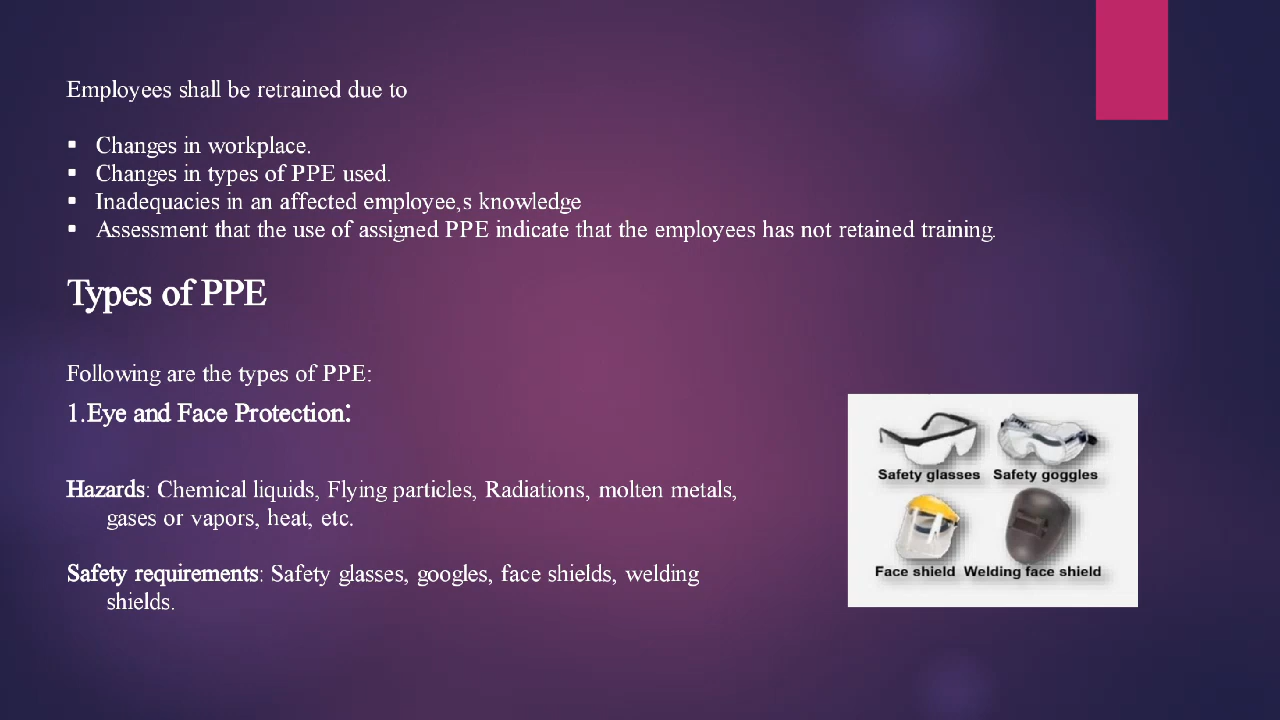 Employees shall be retrained due to
▪ Changes in workplace.
▪ Changes in types of PPE used.
▪ Inadequacies in an affected employee,s knowledge
▪ Assessment that the use of assigned PPE indicate that the employees has not retained training.
Types of PPE
Following are the types of PPE:
1.Eye and Face Protection:
Hazards: Chemical liquids, Flying particles, Radiations, molten metals,
gases or vapors, heat, etc.
Safety requirements: Safety glasses, googles, face shields, welding
shields.
Safety glasses Safety goggles
Face shield Welding face shield